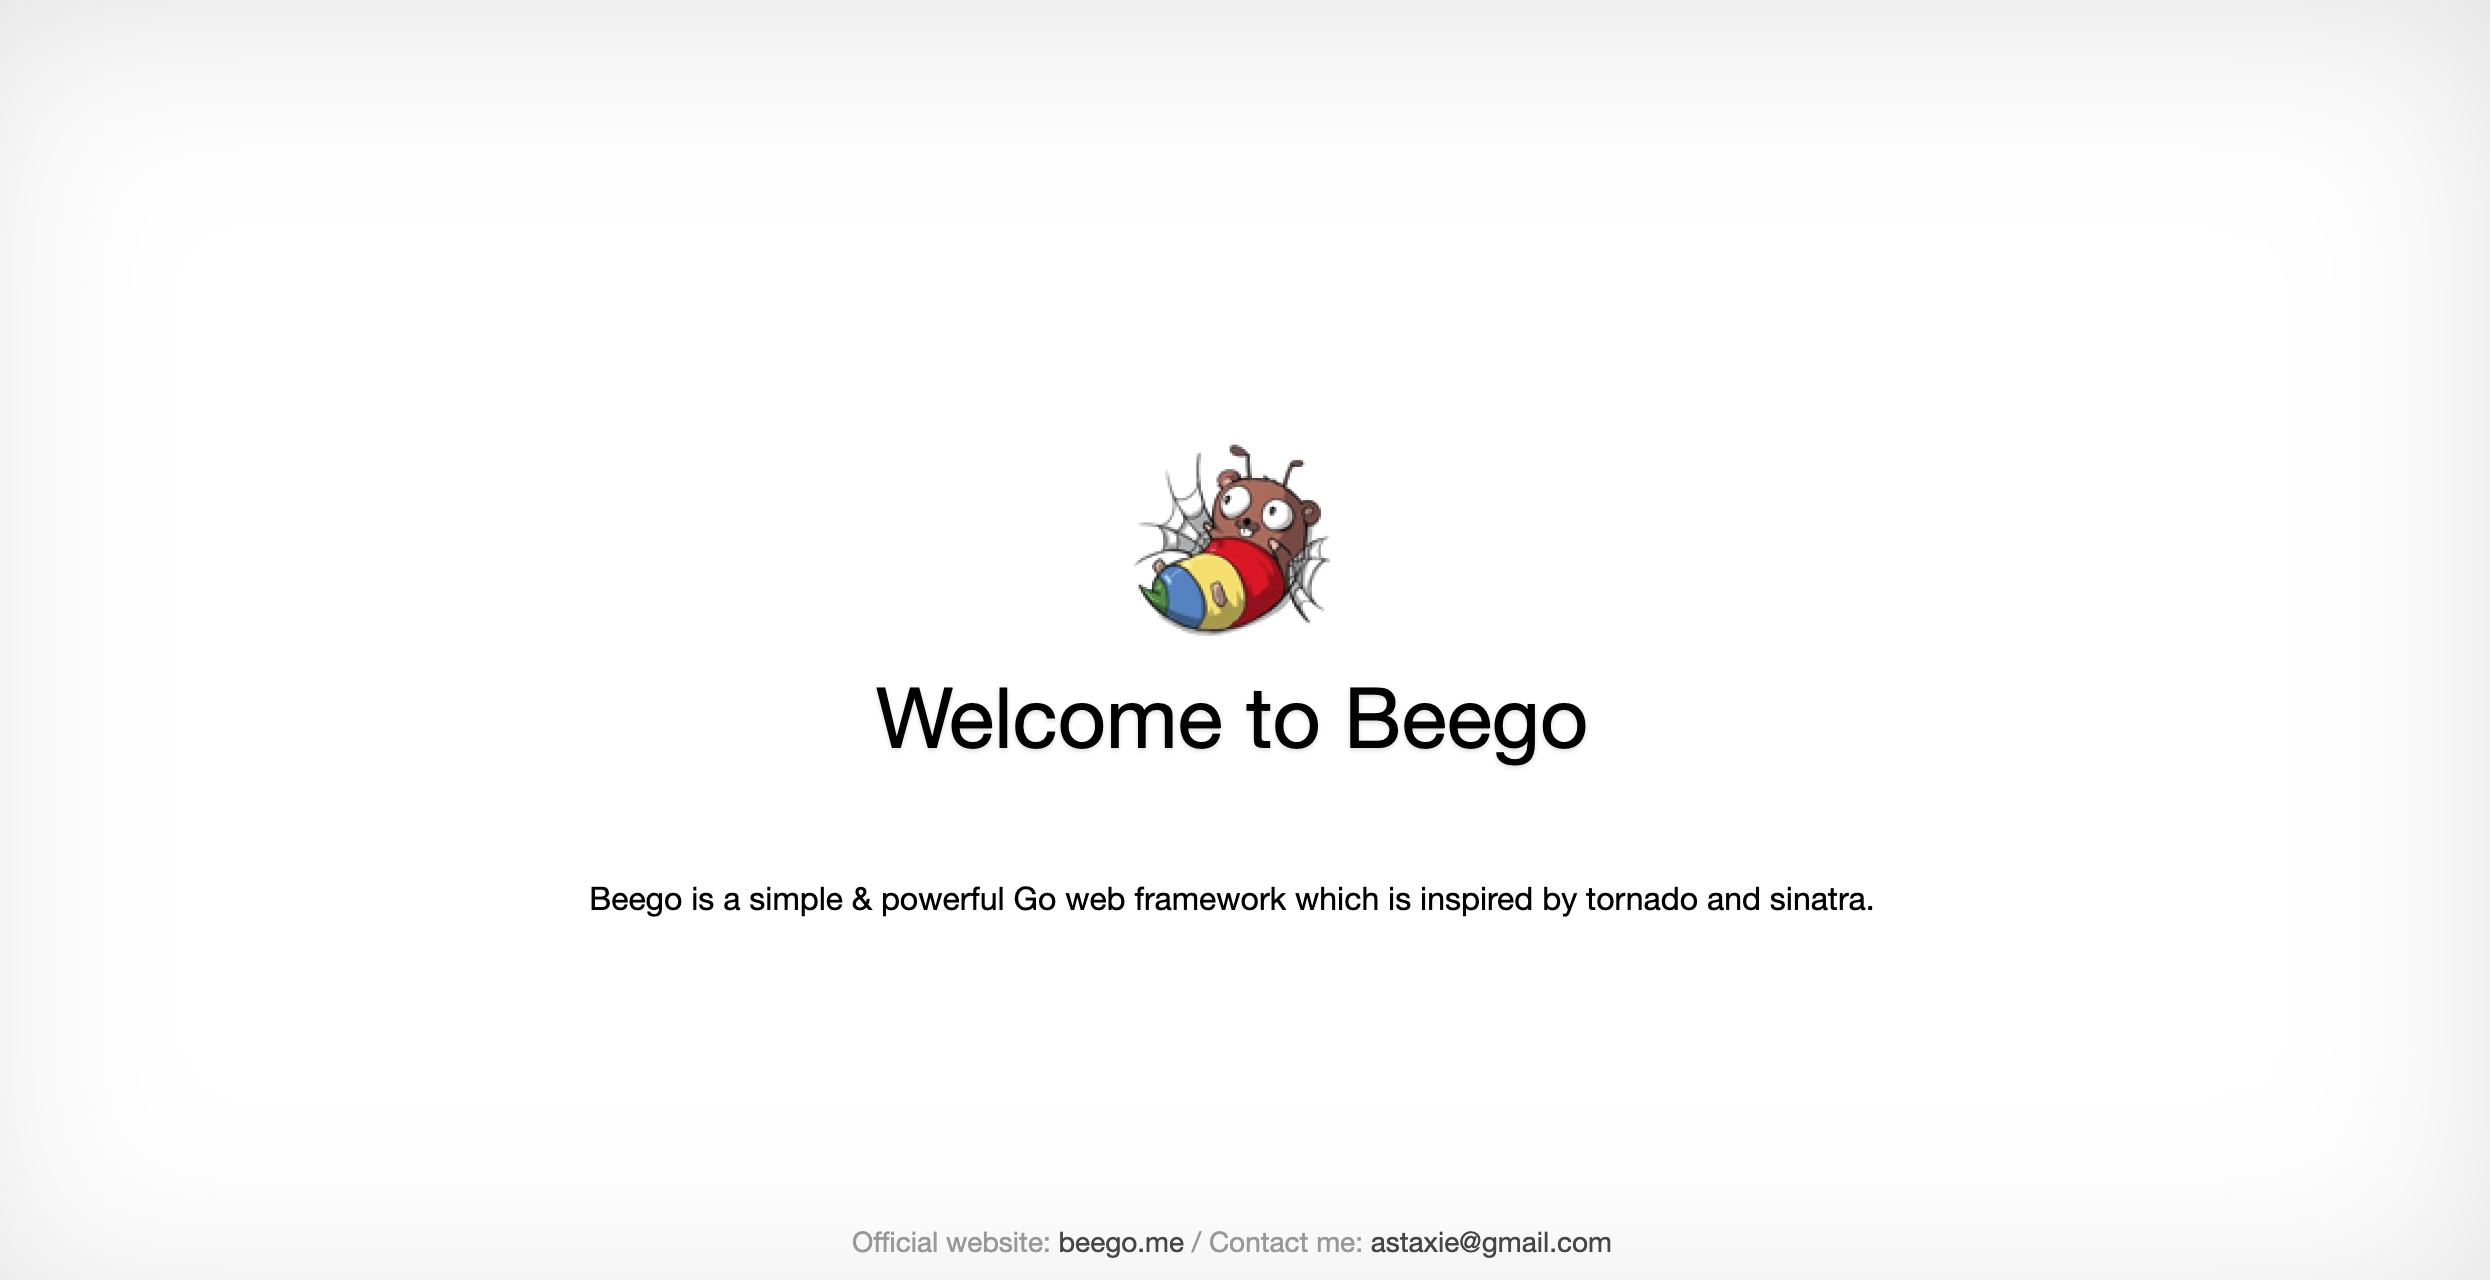 Welcome to Beego
Beego is a simple & powerful Go web framework which is inspired by tornado and sinatra.
Official website: beego.me / Contact me: astaxie@gmail.com